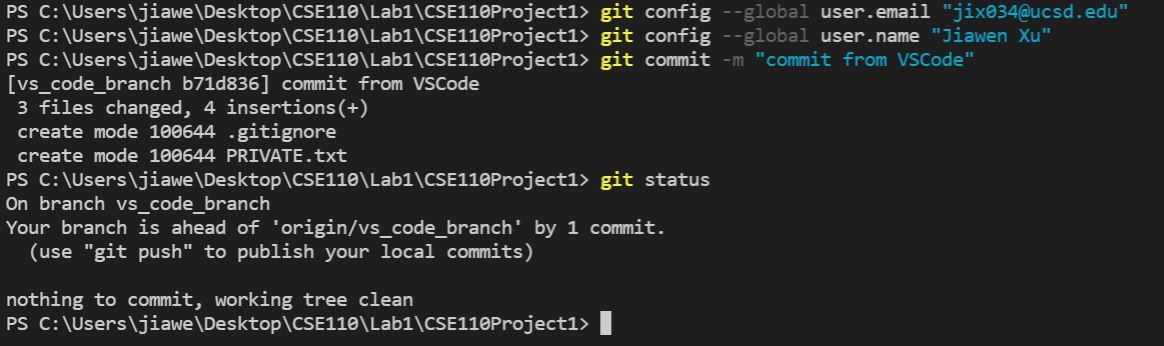 PS C:\Users\jiawe\Desktop\CSE110\Lab1\CSE110Project1> git config --global user.email "jix034@ucsd.edu"
PS C:\Users\jiawe\Desktop\CSE110\Lab1\CSE110Project1> git config --global user.name "Jiawen Xu"
PS C:\Users\jiawe\Desktop\CSE110\Lab1\CSE110Project1> git commit -m "commit from VSCode"
[vs_code_branch b71d836] commit from VSCode
 3 files changed, 4 insertions(+)
 create mode 100644 .gitignore
 create mode 100644 PRIVATE.txt
PS C:\Users\jiawe\Desktop\CSE110\Lab1\CSE110Project1> git status
On branch vs_code_branch
Your branch is ahead of 'origin/vs_code_branch' by 1 commit.
  (use "git push" to publish your local commits)

nothing to commit, working tree clean
PS C:\Users\jiawe\Desktop\CSE110\Lab1\CSE110Project1>